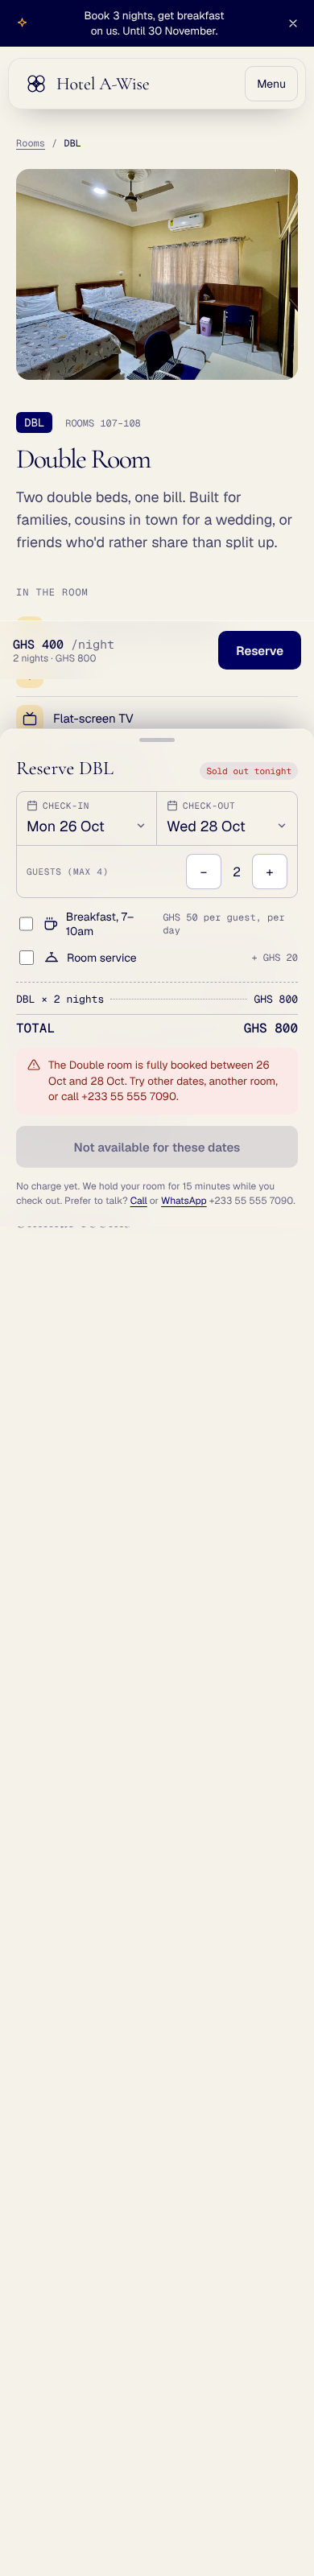 Book 3 nights, get breakfast
on us. Until 30 November.
Hotel A-Wise
Menu
Rooms / DBL
DBL ROOMS 107–108
Double Room
Two double beds, one bill. Built for
families, cousins in town for a wedding, or
friends who'd rather share than split up.
IN THE ROOM
GHS 400 /night
2 nights · GHS 800
Reserve
Flat-screen TV
Reserve DBL
Sold out tonight
CHECK-IN
Mon 26 Oct
CHECK-OUT
Wed 28 Oct
GUESTS (MAX 4)
− 2 +
Breakfast, 7–
10am
GHS 50 per guest, per
day
Room service
+ GHS 20
DBL × 2 nights GHS 800
TOTAL GHS 800
The Double room is fully booked between 26
Oct and 28 Oct. Try other dates, another room,
or call +233 55 555 7090.
Not available for these dates
No charge yet. We hold your room for 15 minutes while you
check out. Prefer to talk? Call or WhatsApp +233 55 555 7090.